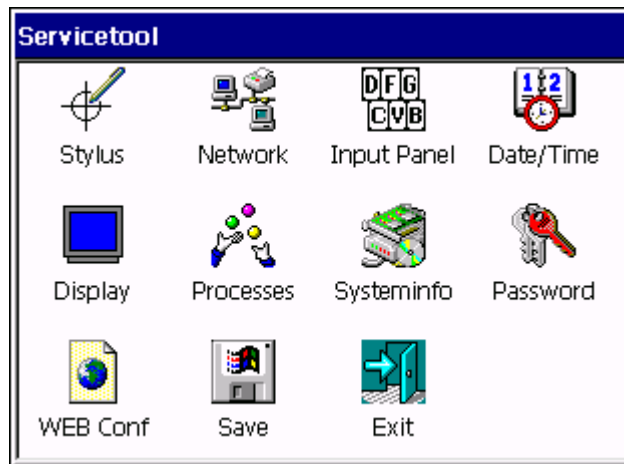 Servicetool
DFG
CVB
12
Stylus Network Input Panel Date/Time
Display Processes Systeminfo Password
WEB Conf Save Exit